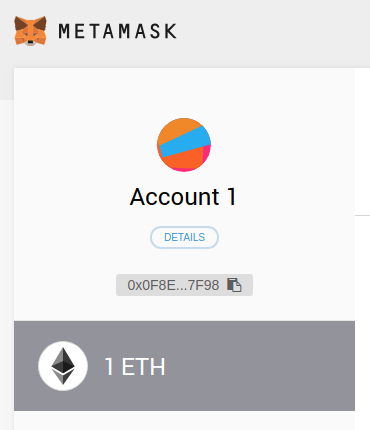 METAMASK
Account 1
DETAILS
0x0F8E...7F98
1 ETH